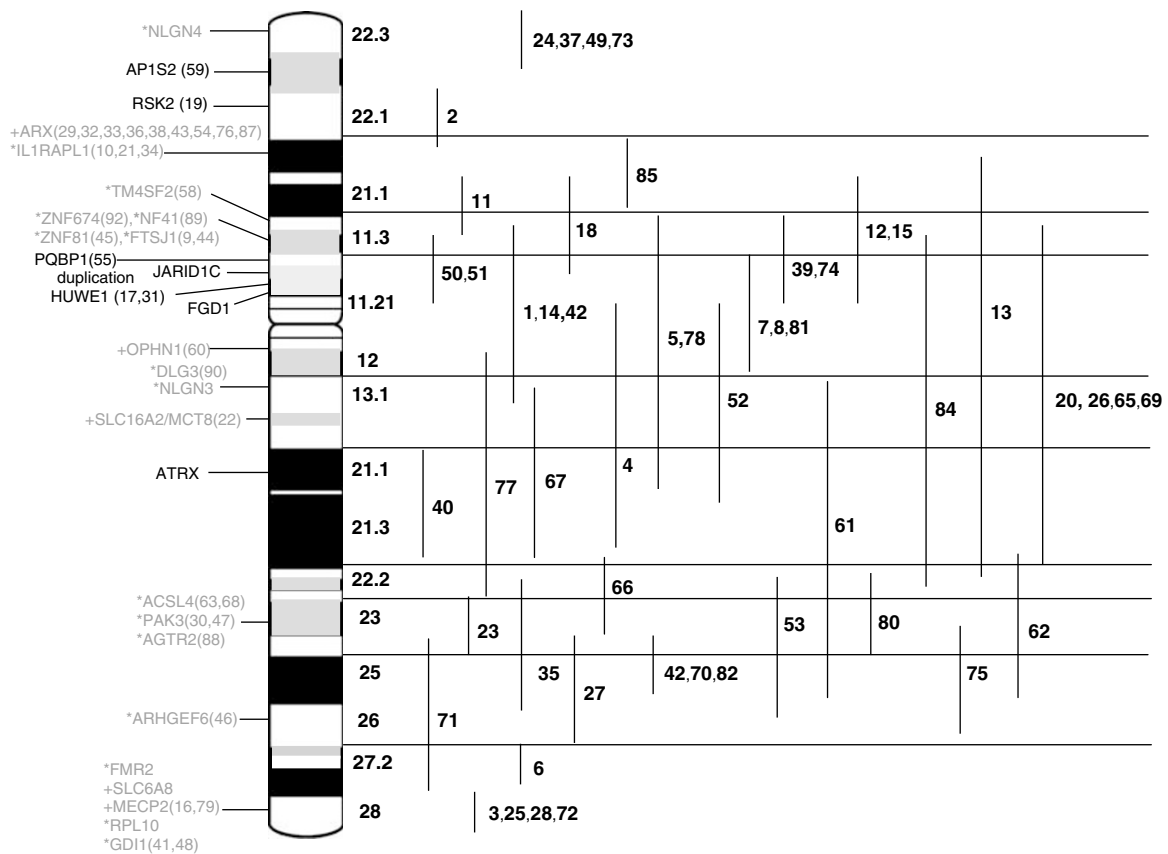 *NLGN4
AP1S2 (59)
RSK2 (19)
+ARX(29,32,33,36,38,43,54,76,87)
*IL1RAPL1(10,21,34)
*TM4SF2(58)
*ZNF674(92),*NF41(89)
*ZNF81(45),*FTSJ1(9,44)
PQBP1(55)
duplication
JARID1C
HUWE1 (17,31)
FGD1
+OPHN1(60)
*DLG3(90)
*NLGN3
+SLC16A2/MCT8(22)
ATRX
*ACSL4(63,68)
*PAK3(30,47)
*AGTR2(88)
*ARHGEF6(46)
*FMR2
+SLC6A8
+MECP2(16,79)
*RPL10
*GDI1(41,48)
22.3
22.1
21.1
11.3
11.21
12
13.1
21.1
21.3
22.2
23
25
26
27.2
28
24,37,49,73
2
85
11
18
12,15
50,51
39,74
1,14,42
7,8,81
13
5,78
52
84
20, 26,65,69
4
77
67
40
61
66
23
53
80
62
35
42,70,82
75
27
71
6
3,25,28,72